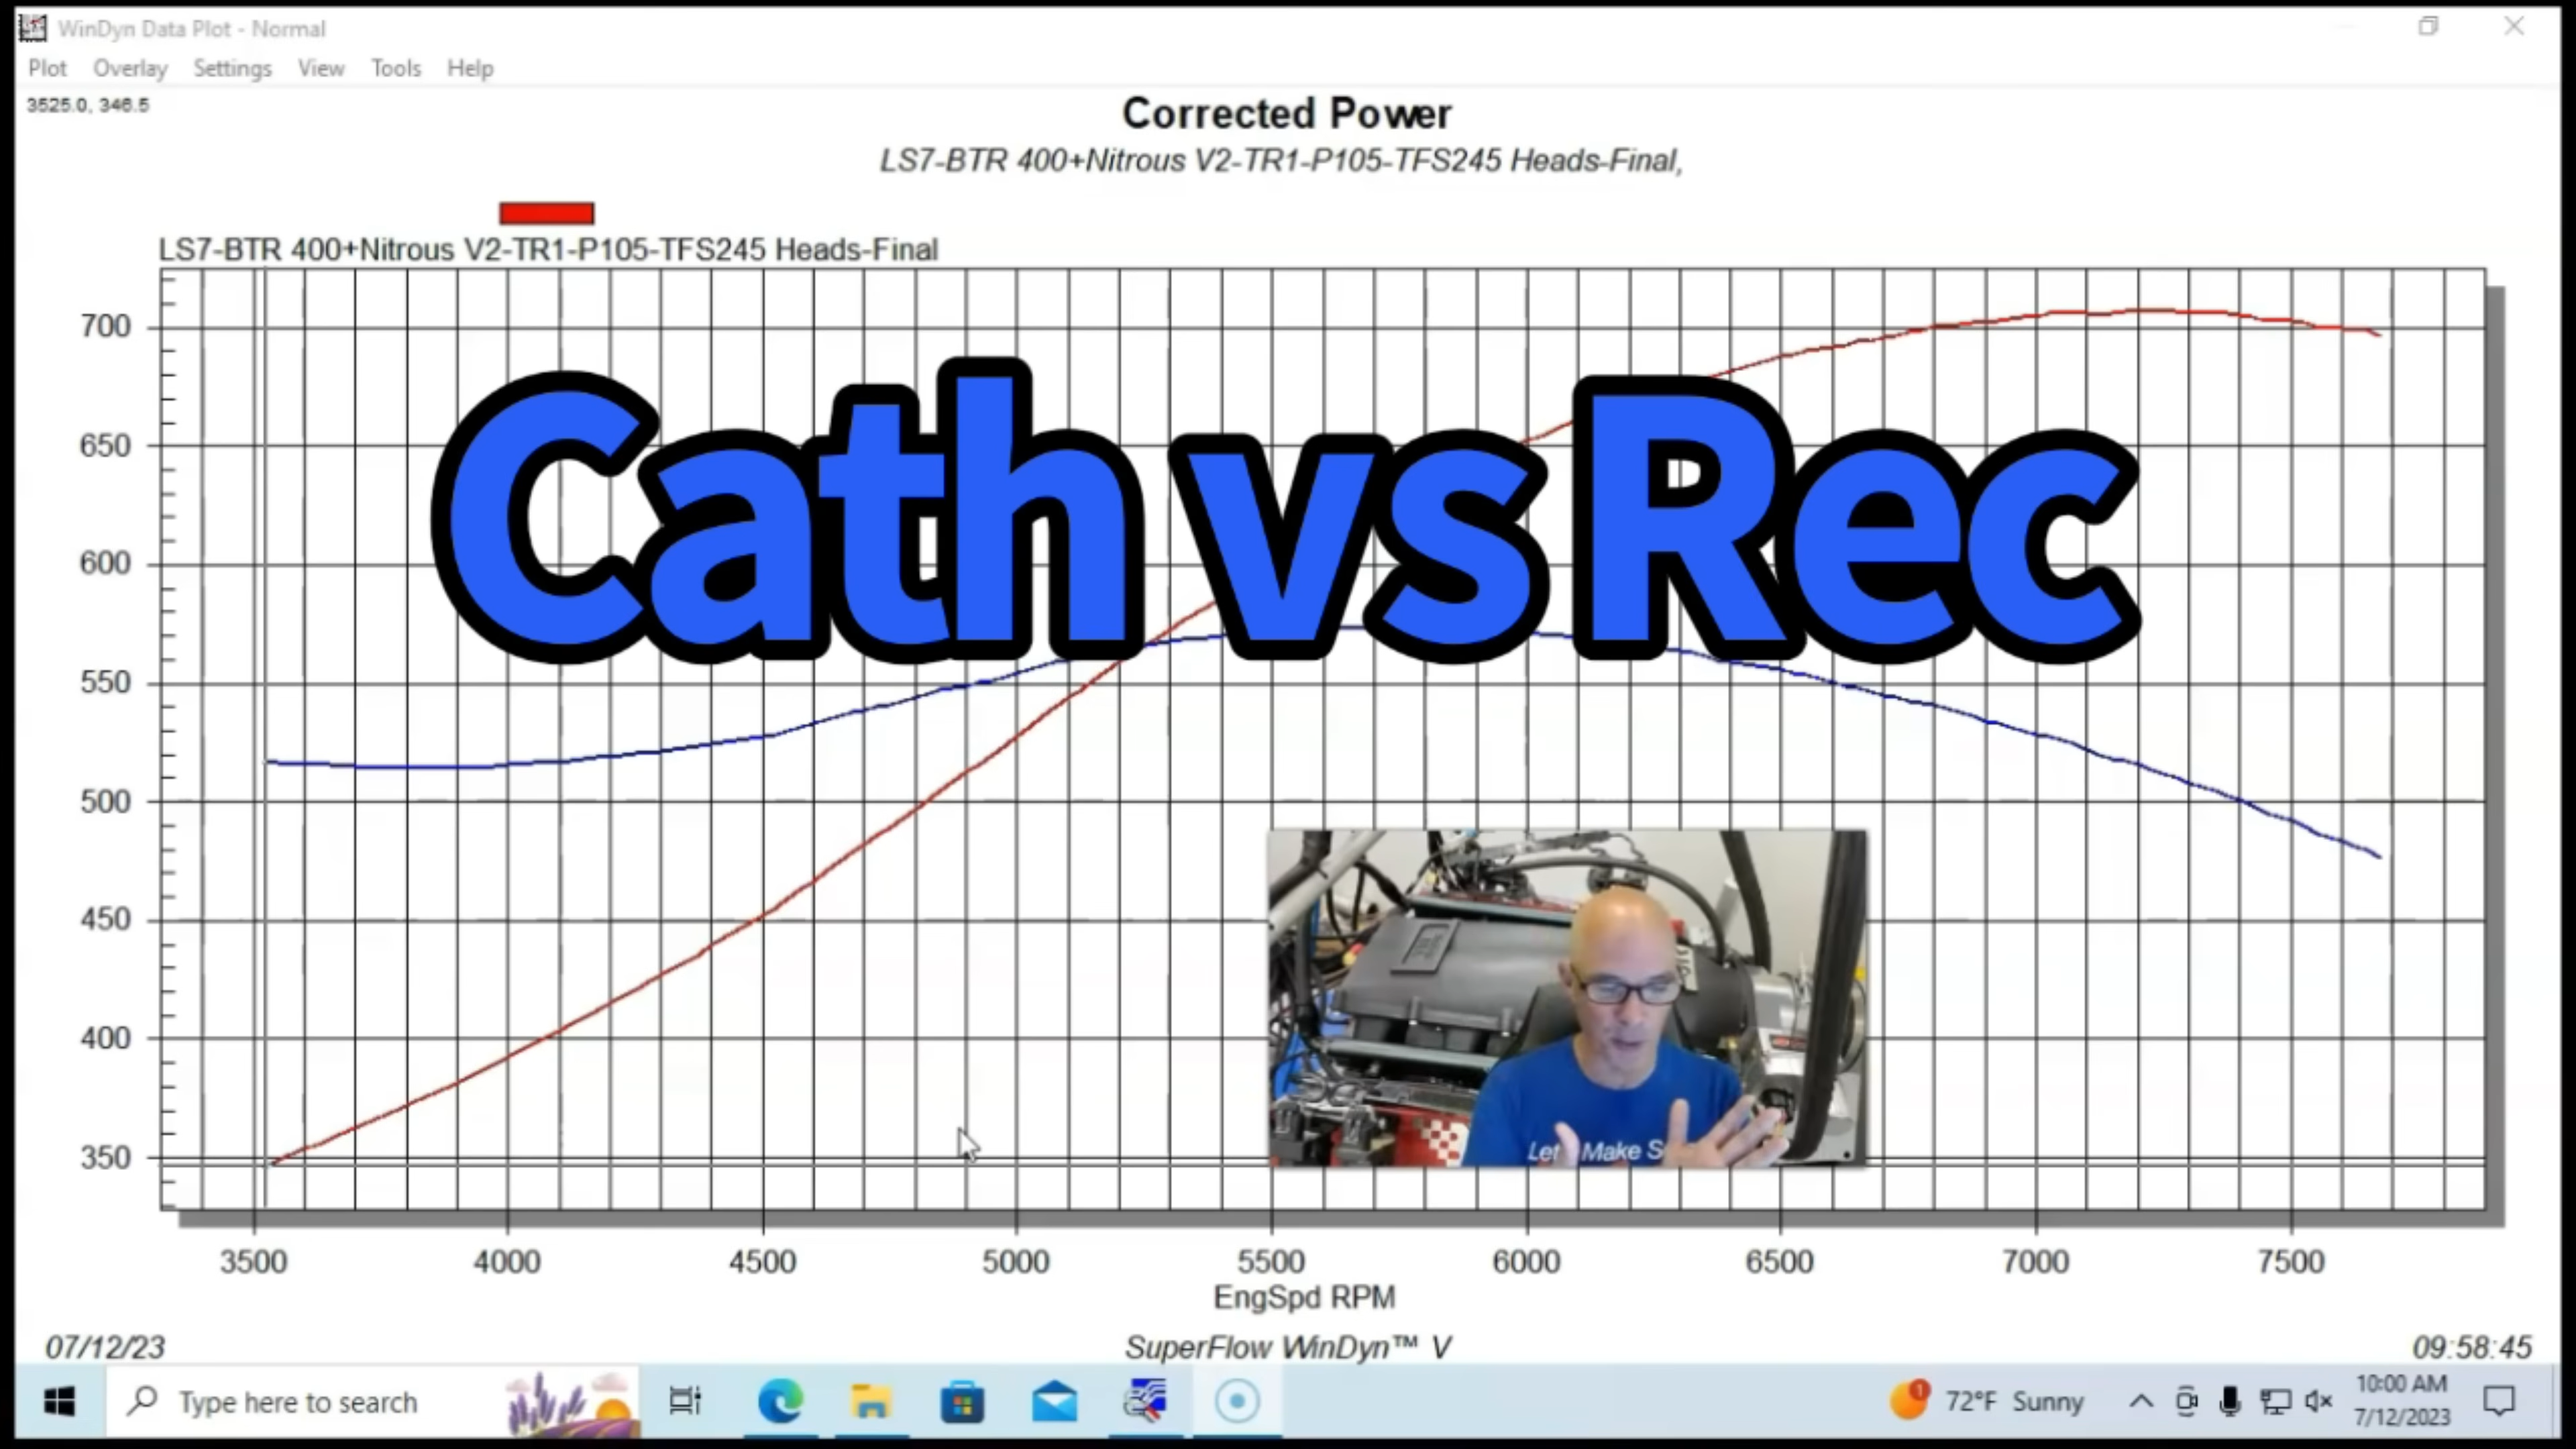 WinDyn Data Plot - Normal
Plot Overlay Settings View Tools Help
3525.0, 346.5
Corrected Power
LS7-BTR 400+Nitrous V2-TR1-P105-TFS245 Heads-Final,
LS7-BTR 400+Nitrous V2-TR1-P105-TFS245 Heads-Final
700
650
600
550
500
450
400
350
Cath vs Rec
Make
3500 4000 4500 5000 5500 6000 6500 7000 7500
EngSpd RPM
07/12/23 SuperFlow WinDyn™ V 09:58:45
Type here to search
1
72°F Sunny
10:00 AM
7/12/2023